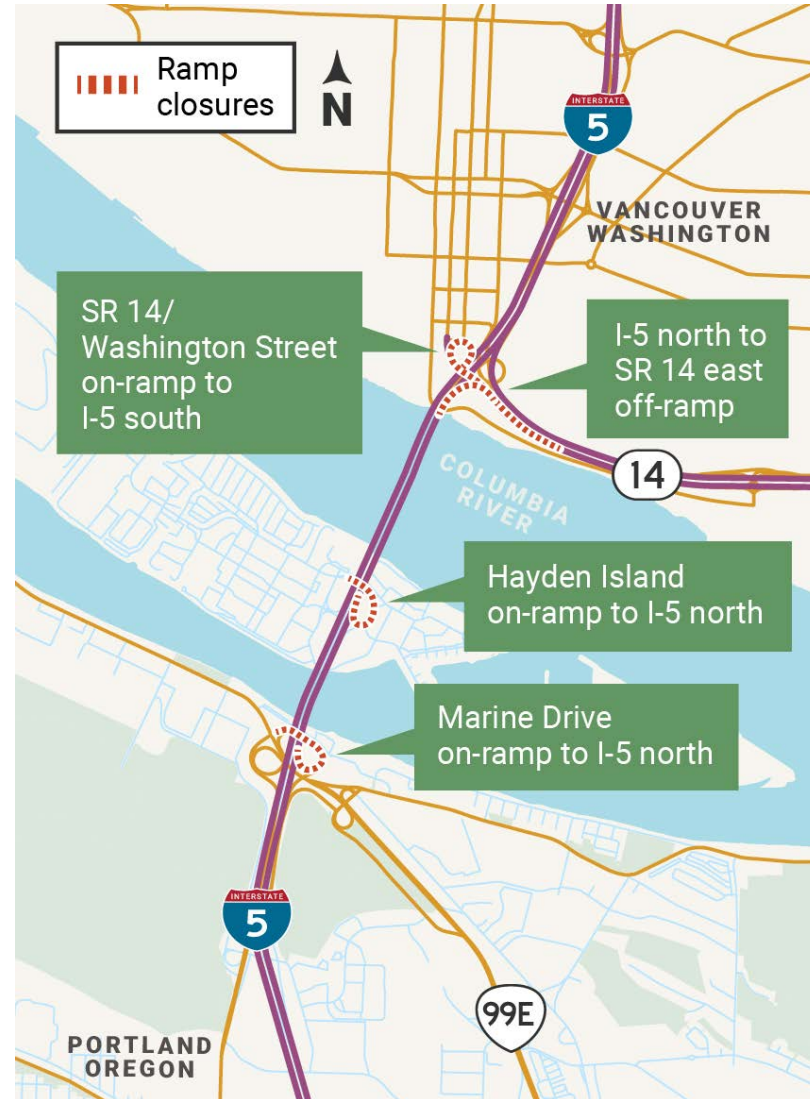 Ramp
closures
N
INTERSTATE
5
VANCOUVER
WASHINGTON
SR 14/
Washington Street
on-ramp to
I-5 south
I-5 north to
SR 14 east
off-ramp
14
COLUMBIA
RIVER
Hayden Island
on-ramp to I-5 north
Marine Drive
on-ramp to I-5 north
INTERSTATE
5
99E
PORTLAND
OREGON